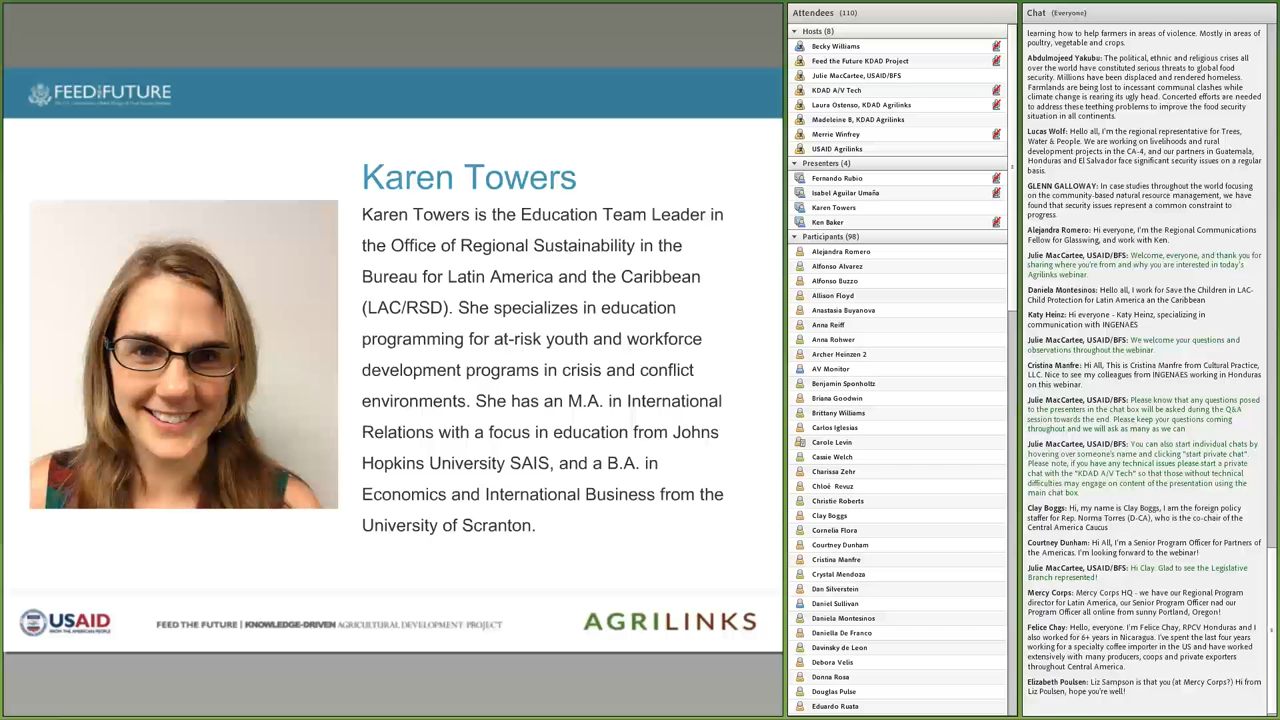 FEED THE FUTURE
Karen Towers
Karen Towers is the Education Team Leader in
the Office of Regional Sustainability in the
Bureau for Latin America and the Caribbean
(LAC/RSD). She specializes in education
programming for at-risk youth and workforce
development programs in crisis and conflict
environments. She has an M.A. in International
Relations with a focus in education from Johns
Hopkins University SAIS, and a B.A. in
Economics and International Business from the
University of Scranton.
USAID
FROM THE AMERICAN PEOPLE
FEED THE FUTURE | KNOWLEDGE-DRIVEN AGRICULTURAL DEVELOPMENT PROJECT
AGRILINKS
Attendees (110)
Hosts (8)
Becky Williams
Feed the Future KDAD Project
Julie MacCartee, USAID/BFS
KDAD A/V Tech
Laura Ostenso, KDAD Agrilinks
Madeleine B, KDAD Agrilinks
Merrie Winfrey
USAID Agrilinks
Presenters (4)
Fernando Rubio
Isabel Aguilar Umaña
Karen Towers
Ken Baker
Participants (98)
Alejandra Romero
Alfonso Alvarez
Alfonso Buzzo
Allison Floyd
Anastasia Buyanova
Anna Reiff
Anna Rohwer
Archer Heinzen 2
AV Monitor
Benjamin Sponholtz
Briana Goodwin
Brittany Williams
Carlos Iglesias
Carole Levin
Cassie Welch
Charissa Zehr
Chloé Revuz
Christie Roberts
Clay Boggs
Cornelia Flora
Courtney Dunham
Cristina Manfre
Crystal Mendoza
Dan Silverstein
Daniel Sullivan
Daniela Montesinos
Daniella De Franco
Davinsky de Leon
Debora Velis
Donna Rosa
Douglas Pulse
Eduardo Ruata
Chat (Everyone)
learning how to help farmers in areas of violence. Mostly in areas of
poultry, vegetable and crops.
Abdulmojeed Yakubu: The political, ethnic and religious crises all
over the world have constituted serious threats to global food
security. Millions have been displaced and rendered homeless.
Farmlands are being lost to incessant communal clashes while
climate change is rearing its ugly head. Concerted efforts are needed
to address these teething problems to improve the food security
situation in all continents.
Lucas Wolf: Hello all, I'm the regional representative for Trees,
Water & People. We are working on livelihoods and rural
development projects in the CA-4, and our partners in Guatemala,
Honduras and El Salvador face significant security issues on a regular
basis.
GLENN GALLOWAY: In case studies throughout the world focusing
on the community-based natural resource management, we have
found that security issues represent a common constraint to
progress.
Alejandra Romero: Hi everyone, I'm the Regional Communications
Fellow for Glasswing, and work with Ken.
Julie MacCartee, USAID/BFS: Welcome, everyone, and thank you for
sharing where you're from and why you are interested in today's
Agrilinks webinar.
Daniela Montesinos: Hello all, I work for Save the Children in LAC-
Child Protection for Latin America an the Caribbean
Katy Heinz: Hi everyone - Katy Heinz, specializing in
communication with INGENAES
Julie MacCartee, USAID/BFS: We welcome your questions and
observations throughout the webinar.
Cristina Manfre: Hi All, This is Cristina Manfre from Cultural Practice,
LLC. Nice to see my colleagues from INGENAES working in Honduras
on this webinar.
Julie MacCartee, USAID/BFS: Please know that any questions posed
to the presenters in the chat box will be asked during the Q&A
session towards the end. Please keep your questions coming
throughout and we will ask as many as we can
Julie MacCartee, USAID/BFS: You can also start individual chats by
hovering over someone's name and clicking "start private chat".
Please note, if you have any technical issues please start a private
chat with the "KDAD A/V Tech" so that those without technical
difficulties may engage on content of the presentation using the
main chat box.
Clay Boggs: Hi, my name is Clay Boggs, I am the foreign policy
staffer for Rep. Norma Torres (D-CA), who is the co-chair of the
Central America Caucus
Courtney Dunham: Hi All, I'm a Senior Program Officer for Partners of
the Americas. I'm looking forward to the webinar!
Julie MacCartee, USAID/BFS: Hi Clay. Glad to see the Legislative
Branch represented!
Mercy Corps: Mercy Corps HQ - we have our Regional Program
director for Latin America, our Senior Program Officer nad our
Program Officer all online from sunny Portland, Oregon!
Felice Chay: Hello, everyone. I'm Felice Chay, RPCV Honduras and I
also worked for 6+ years in Nicaragua. I've spent the last four years
working for a specialty coffee importer in the US and have worked
extensively with many producers, coops and private exporters
throughout Central America.
Elizabeth Poulsen: Liz Sampson is that you (at Mercy Corps?) Hi from
Liz Poulsen, hope you're well!